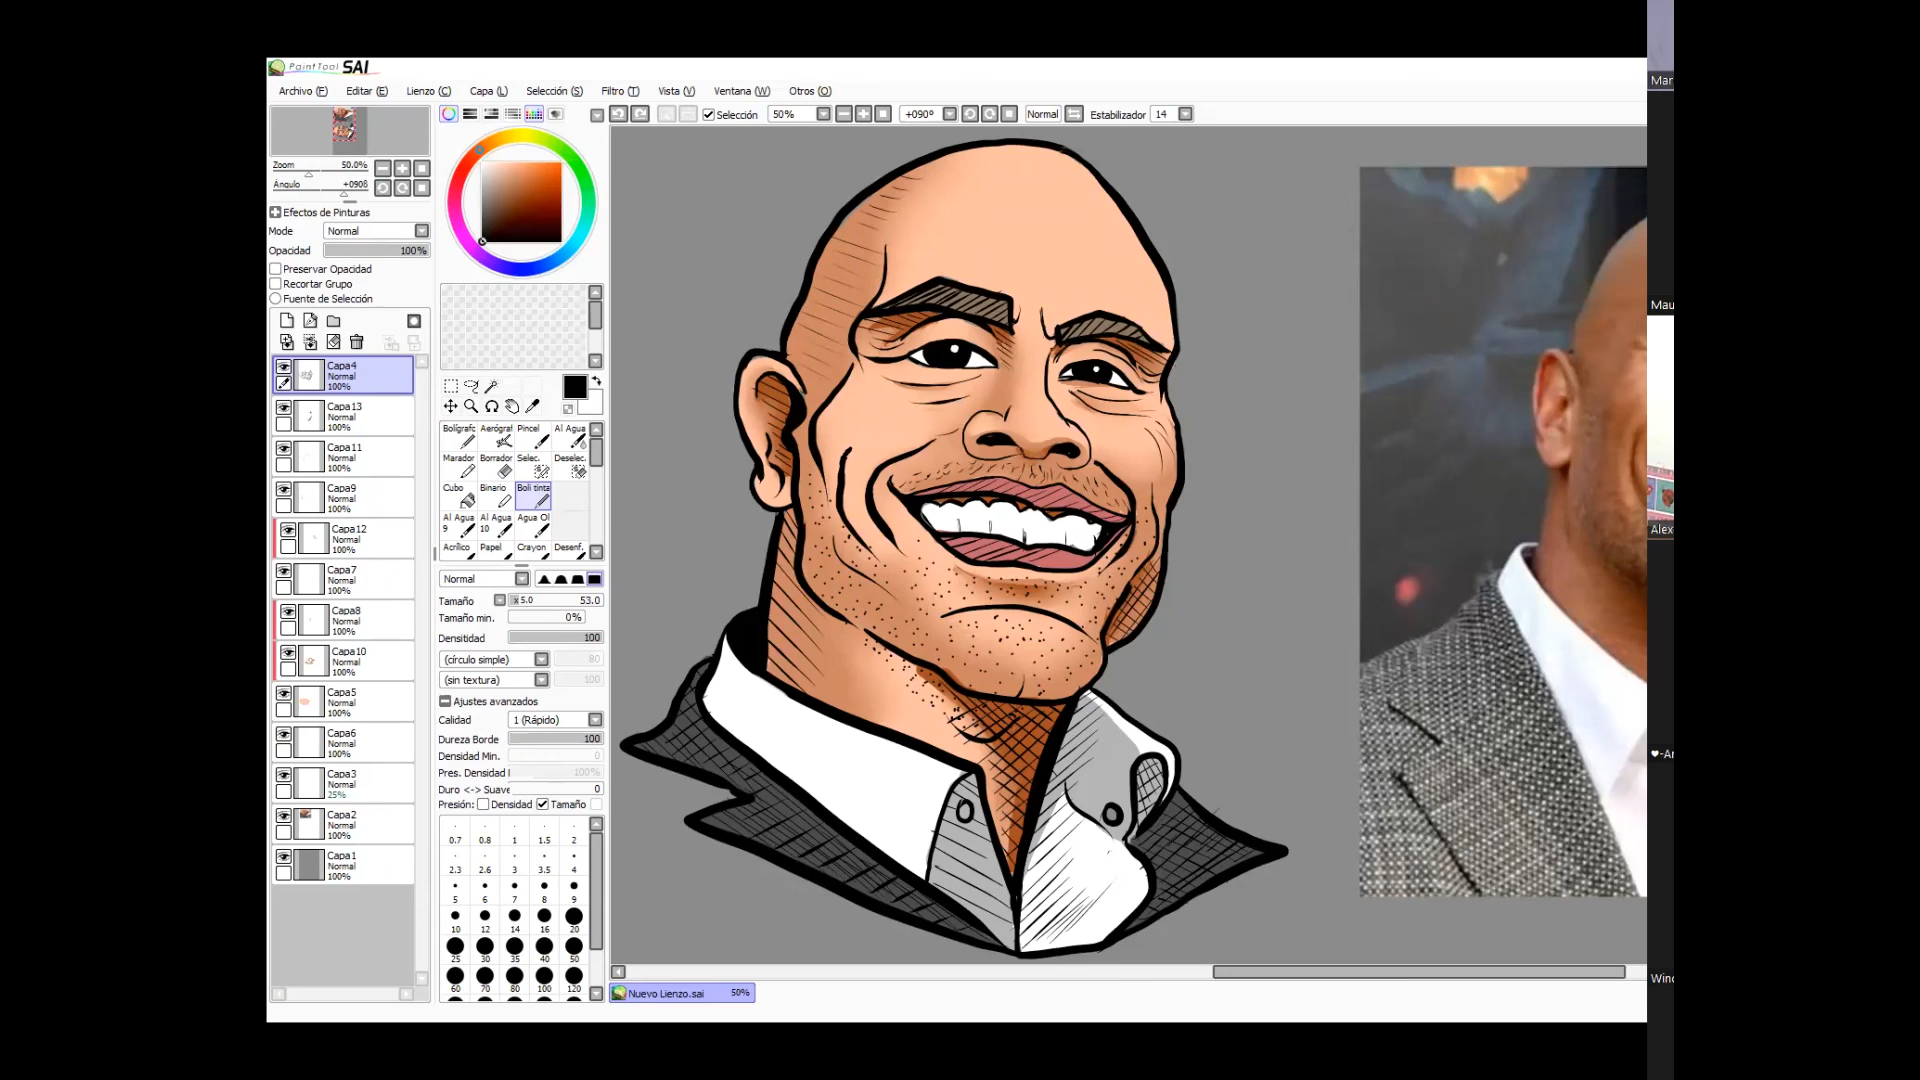 PaintTool SAI
Archivo (F) Editar (E) Lienzo (C) Capa (L) Selección (S) Filtro (T) Vista (V) Ventana (W) Otros (O)
Selección 50% +090º Normal Estabilizador 14
Zoom 50.0%
Ángulo +090ß
Efectos de Pinturas
Mode Normal
Opacidad 100%
Preservar Opacidad
Recortar Grupo
Fuente de Selección
Capa4
Normal
100%
Capa13
Normal
100%
Capa11
Normal
100%
Capa9
Normal
100%
Capa12
Normal
100%
Capa7
Normal
100%
Capa8
Normal
100%
Capa10
Normal
100%
Capa5
Normal
100%
Capa6
Normal
100%
Capa3
Normal
25%
Capa2
Normal
100%
Capa1
Normal
100%
Bolígrafo Aerógrafo Pincel Al Agua
Marador Borrador Selec. Deselec.
Cubo Binario Boli tinta
Al Agua 9 Al Agua 10 Agua Ol
Acrílico Papel Crayon Desenf.
Normal
Tamaño x 5.0 53.0
Tamaño min. 0%
Densitidad 100
(círculo simple) 80
(sin textura) 100
Ajustes avanzados
Calidad 1 (Rápido)
Dureza Borde 100
Densidad Min. 0
Pres. Densidad 100%
Duro <-> Suave 0
Presión: Densidad Tamaño
0.7 0.8 1 1.5 2
2.3 2.6 3 3.5 4
5 6 7 8 9
10 12 14 16 20
25 30 35 40 50
60 70 80 100 120
Nuevo Lienzo.sai 50%
Mar
Mau
Alex
♥-Ar
Wind